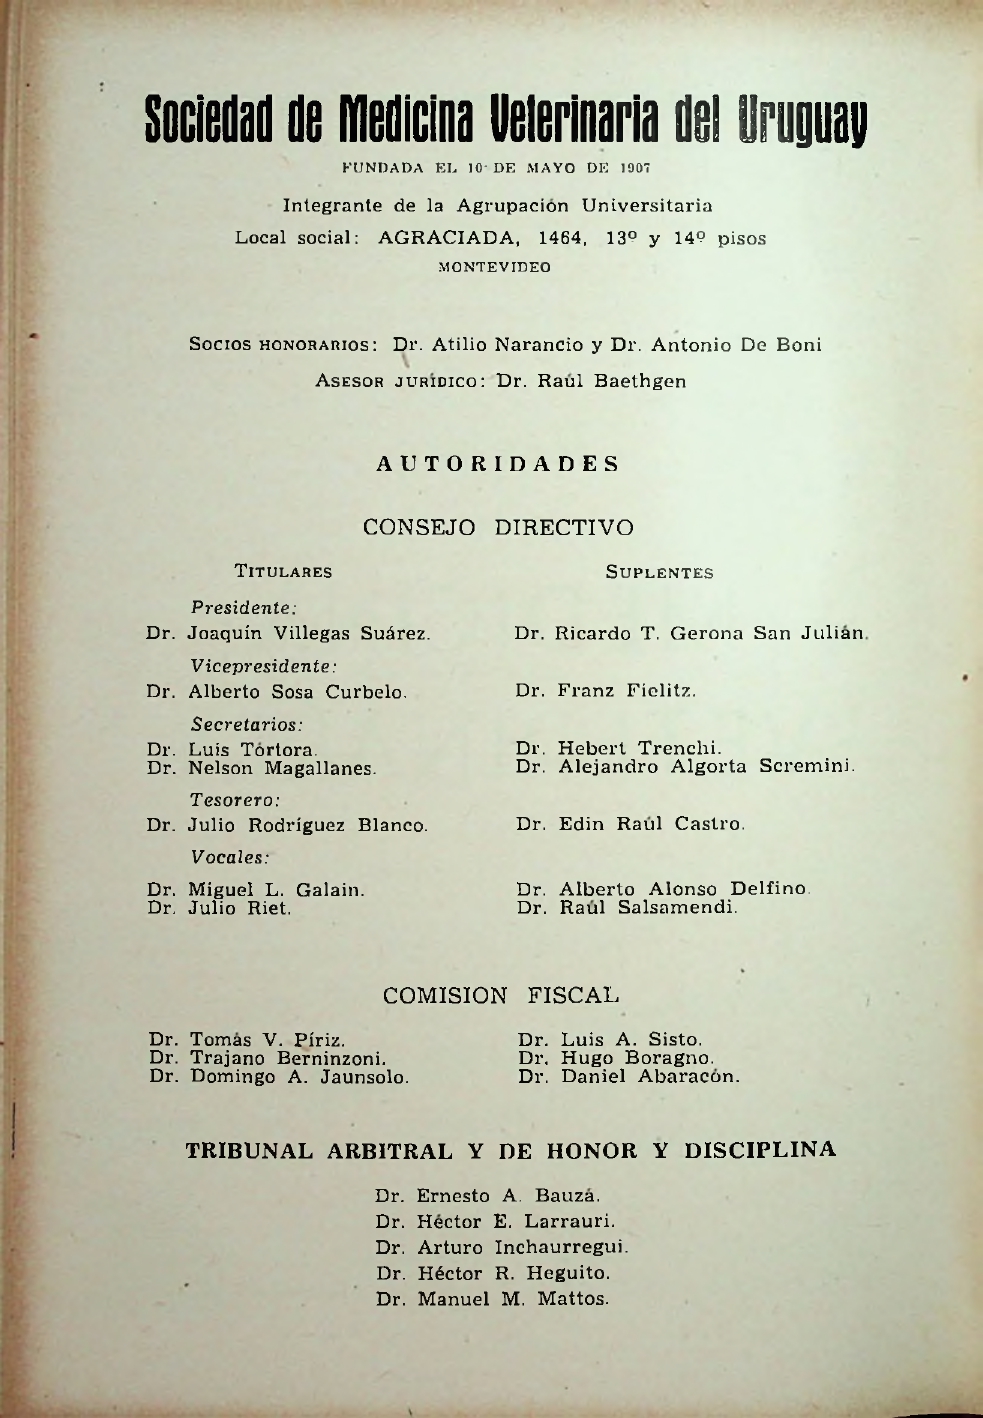 Sociedad de Medicina Veterinaria del Uruguay
FUNDADA EL 10 DE MAYO DE 1907
Integrante de la Agrupación Universitaria
Local social: AGRACIADA, 1464, 13º y 14º pisos
MONTEVIDEO
SOCIOS HONORARIOS: Dr. Atilio Narancio y Dr. Antonio De Boni
ASESOR JURÍDICO: Dr. Raúl Baethgen
AUTORIDADES
CONSEJO DIRECTIVO
TITULARES SUPLENTES
Presidente:
Dr. Joaquín Villegas Suárez. Dr. Ricardo T. Gerona San Julián.
Vicepresidente:
Dr. Alberto Sosa Curbelo. Dr. Franz Fielitz.
Secretarios:
Dr. Luis Tórtora. Dr. Hebert Trenchi.
Dr. Nelson Magallanes. Dr. Alejandro Algorta Scremini.
Tesorero:
Dr. Julio Rodríguez Blanco. Dr. Edin Raúl Castro.
Vocales:
Dr. Miguel L. Galain. Dr. Alberto Alonso Delfino.
Dr. Julio Riet. Dr. Raúl Salsamendi.
COMISION FISCAL
Dr. Tomás V. Píriz. Dr. Luis A. Sisto.
Dr. Trajano Berninzoni. Dr. Hugo Boragno.
Dr. Domingo A. Jaunsolo. Dr. Daniel Abaracón.
TRIBUNAL ARBITRAL Y DE HONOR Y DISCIPLINA
Dr. Ernesto A. Bauzá.
Dr. Héctor E. Larrauri.
Dr. Arturo Inchaurregui.
Dr. Héctor R. Heguito.
Dr. Manuel M. Mattos.